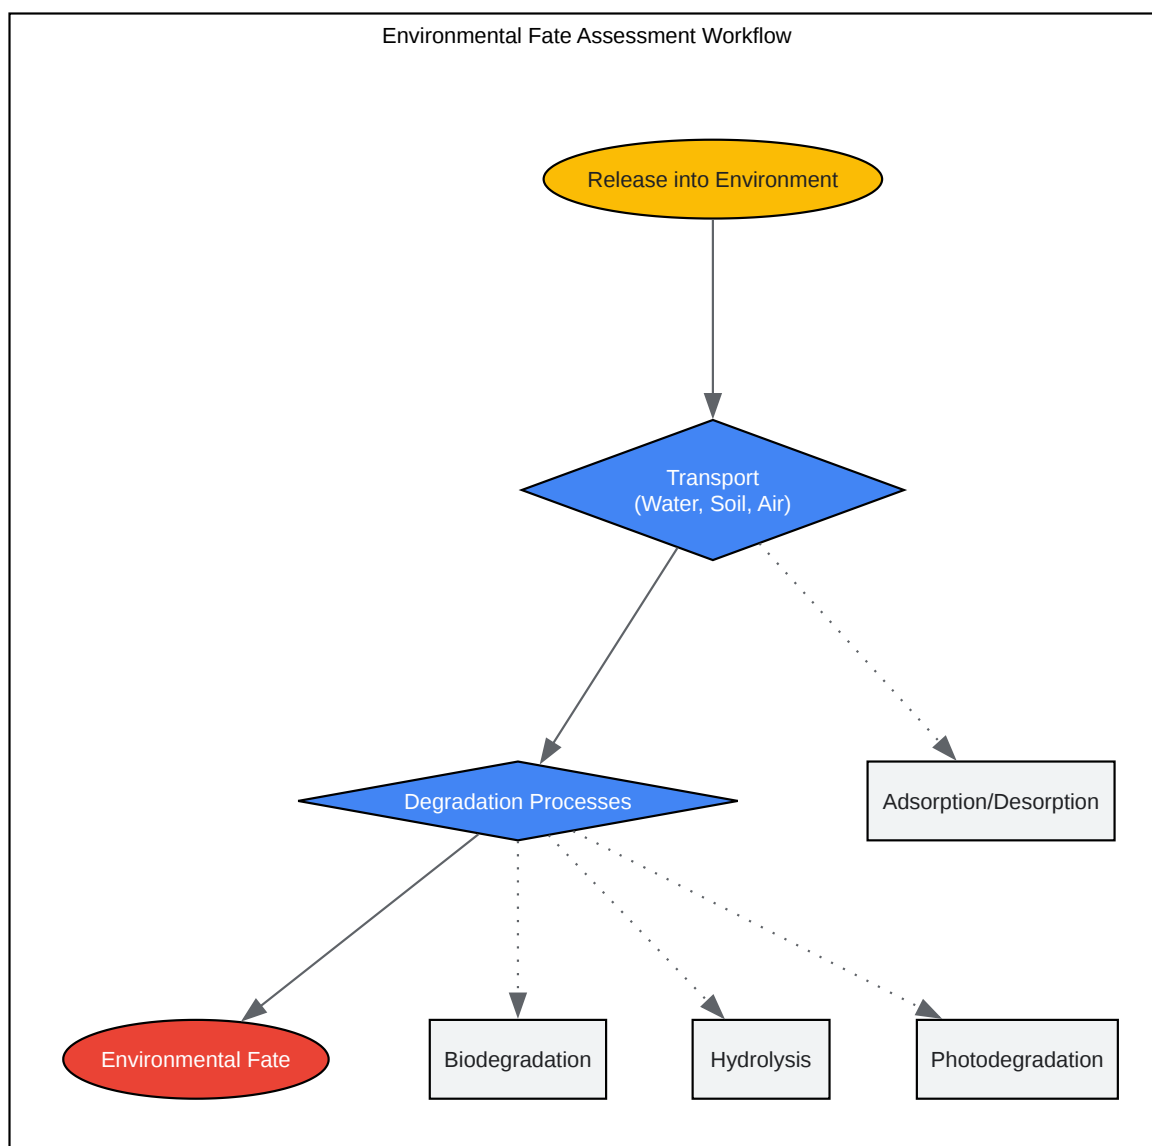 Environmental Fate Assessment Workflow
Release into Environment
Transport
(Water, Soil, Air)
Degradation Processes
Adsorption/Desorption
Environmental Fate
Biodegradation
Hydrolysis
Photodegradation